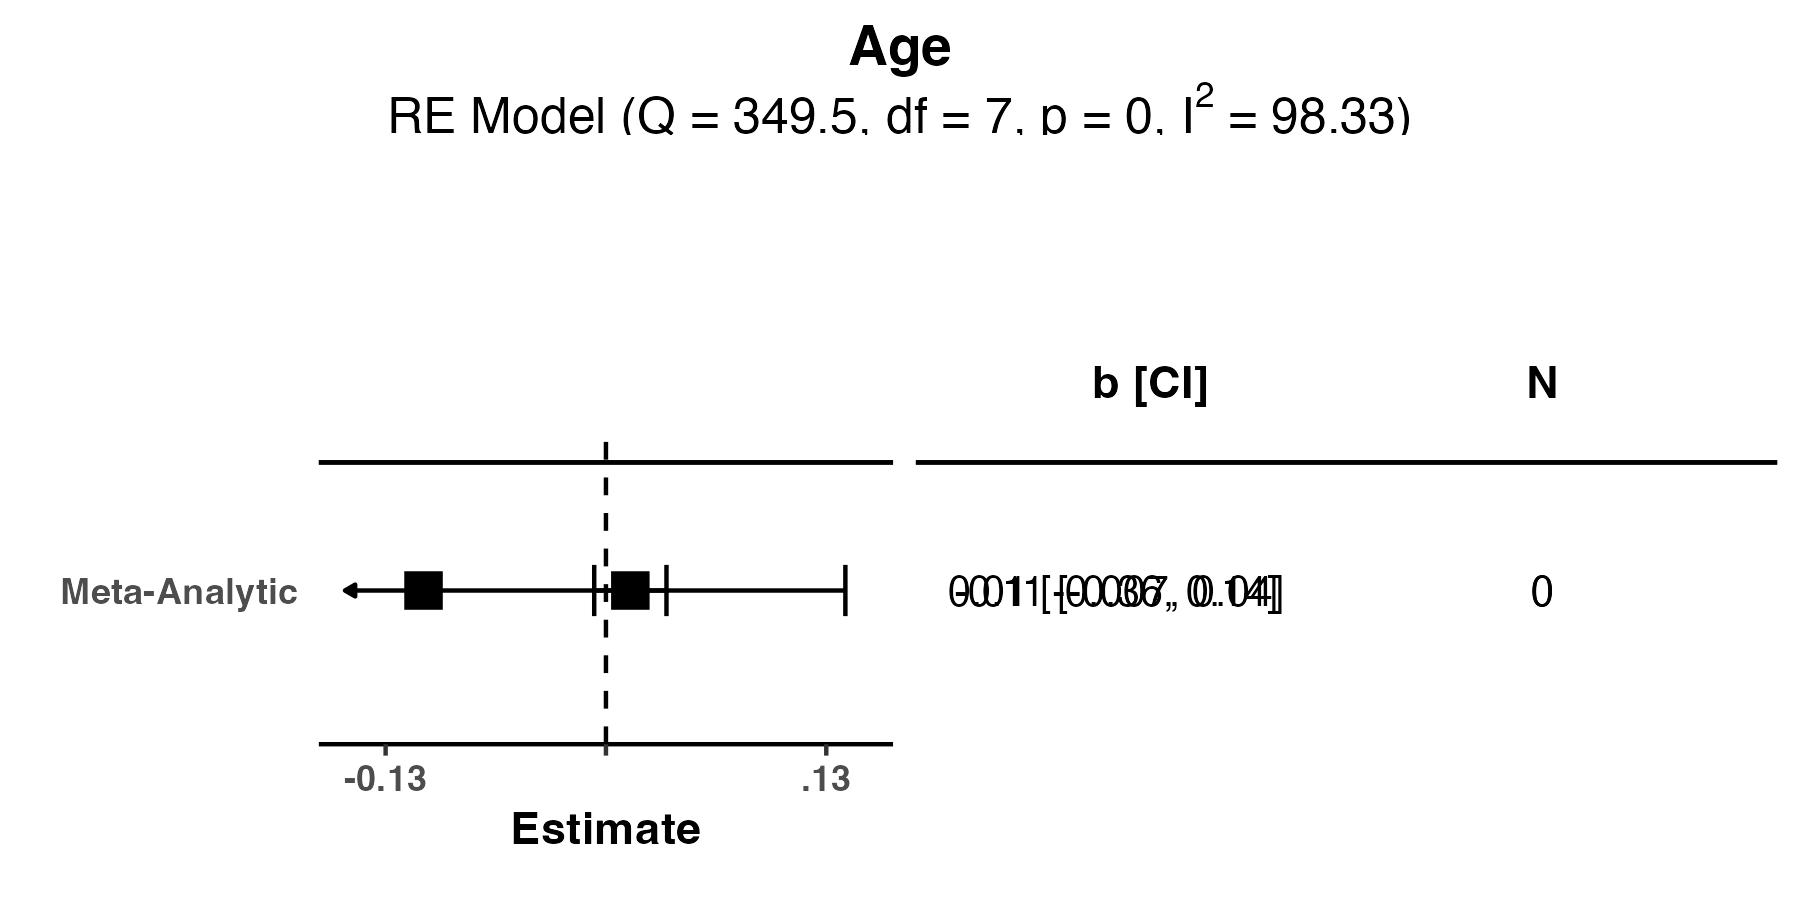 Age
RE Model (Q = 349.5, df = 7, p = 0, I² = 98.33)
b [CI] N
Meta-Analytic 0
-0.13 .13
Estimate